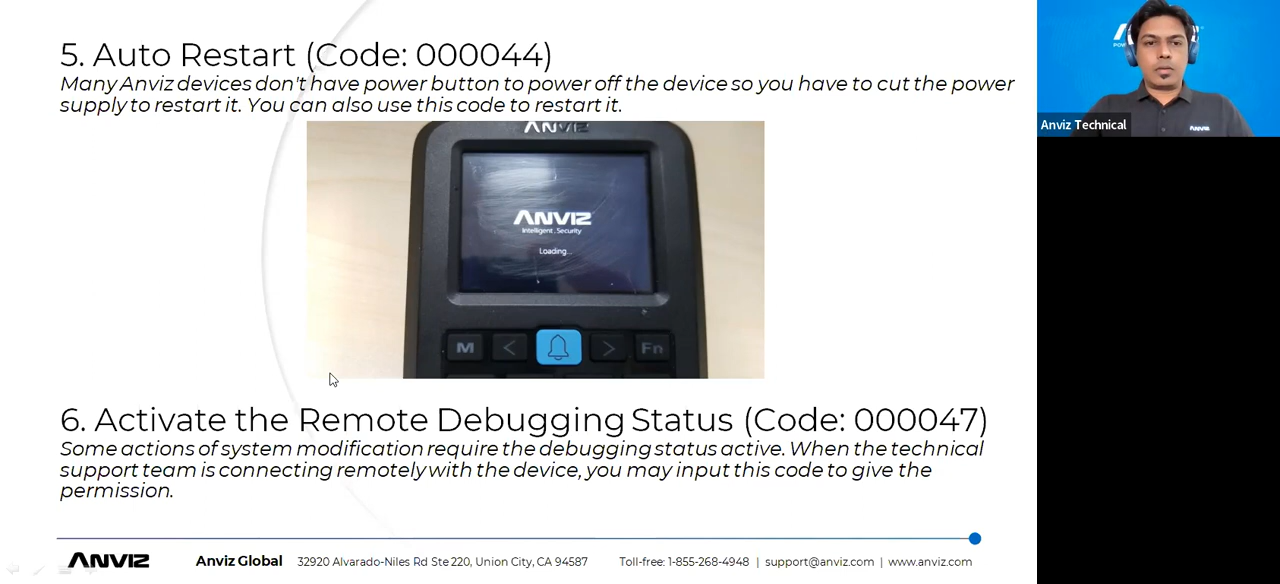 5. Auto Restart (Code: 000044)
Many Anviz devices don't have power button to power off the device so you have to cut the power
supply to restart it. You can also use this code to restart it.
ANVIZ
ANVIZ
Intelligent . Security
Loading...
M < > Fn
6. Activate the Remote Debugging Status (Code: 000047)
Some actions of system modification require the debugging status active. When the technical
support team is connecting remotely with the device, you may input this code to give the
permission.
ANVIZ Anviz Global 32920 Alvarado-Niles Rd Ste 220, Union City, CA 94587 Toll-free: 1-855-268-4948 | support@anviz.com | www.anviz.com
Anviz Technical
ANVIZ